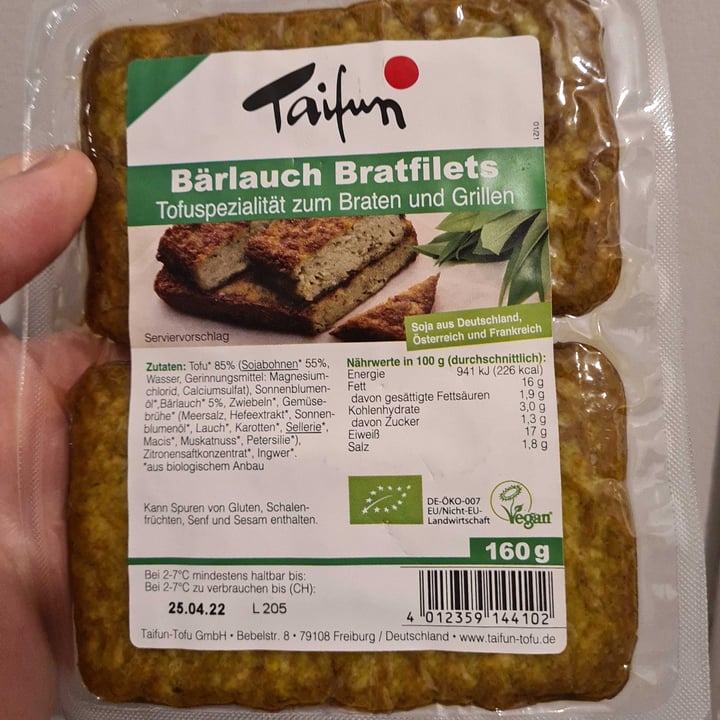 Taifun
01/21
Bärlauch Bratfilets
Tofuspezialität zum Braten und Grillen
Soja aus Deutschland,
Österreich und Frankreich
Serviervorschlag
Zutaten: Tofu* 85% (Sojabohnen* 55%,
Wasser, Gerinnungsmittel: Magnesium-
chlorid, Calciumsulfat), Sonnenblumen-
öl*,Bärlauch* 5%, Zwiebeln*, Gemüse-
brühe* (Meersalz, Hefeextrakt*, Sonnen-
blumenöl*, Lauch*, Karotten*, Sellerie*,
Macis*, Muskatnuss*, Petersilie*),
Zitronensaftkonzentrat*, Ingwer*.
*aus biologischem Anbau
Kann Spuren von Gluten, Schalen-
früchten, Senf und Sesam enthalten.
Nährwerte in 100 g (durchschnittlich):
Energie 941 kJ (226 kcal)
Fett 16 g
davon gesättigte Fettsäuren 1,9 g
Kohlenhydrate 3,0 g
davon Zucker 1,3 g
Eiweiß 17 g
Salz 1,8 g
DE-ÖKO-007
EU/Nicht-EU-
Landwirtschaft
Vegan
160 g
Bei 2-7°C mindestens haltbar bis:
Bei 2-7°C zu verbrauchen bis (CH):
25.04.22 L 205
4 012359 144102
Taifun-Tofu GmbH • Bebelstr. 8 • 79108 Freiburg / Deutschland • www.taifun-tofu.de